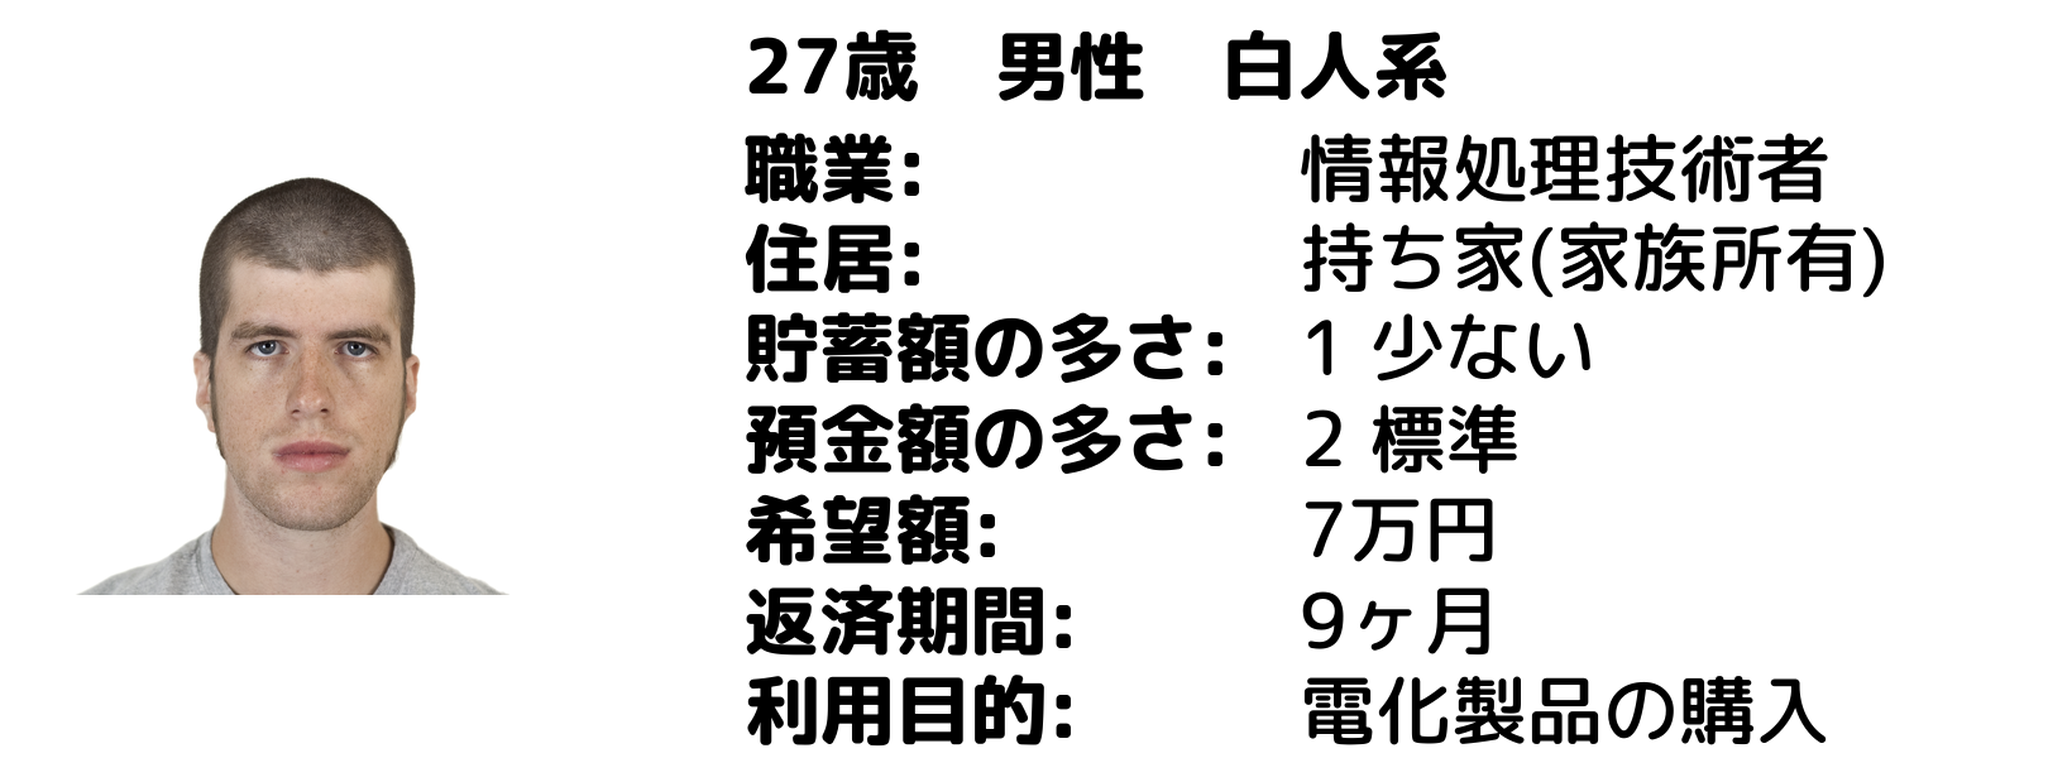 27歳　男性　白人系
職業: 情報処理技術者
住居: 持ち家(家族所有)
貯蓄額の多さ: 1 少ない
預金額の多さ: 2 標準
希望額: 7万円
返済期間: 9ヶ月
利用目的: 電化製品の購入